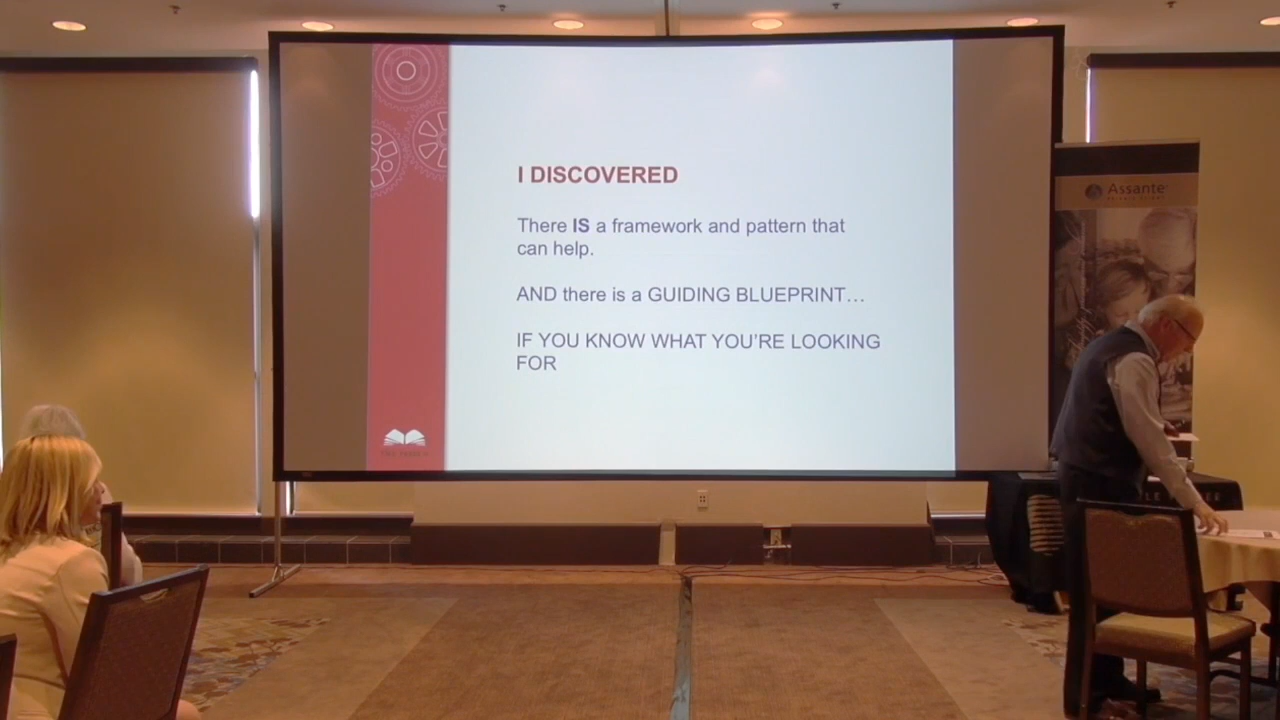 I DISCOVERED
There IS a framework and pattern that
can help.
AND there is a GUIDING BLUEPRINT…
IF YOU KNOW WHAT YOU'RE LOOKING
FOR
Assante